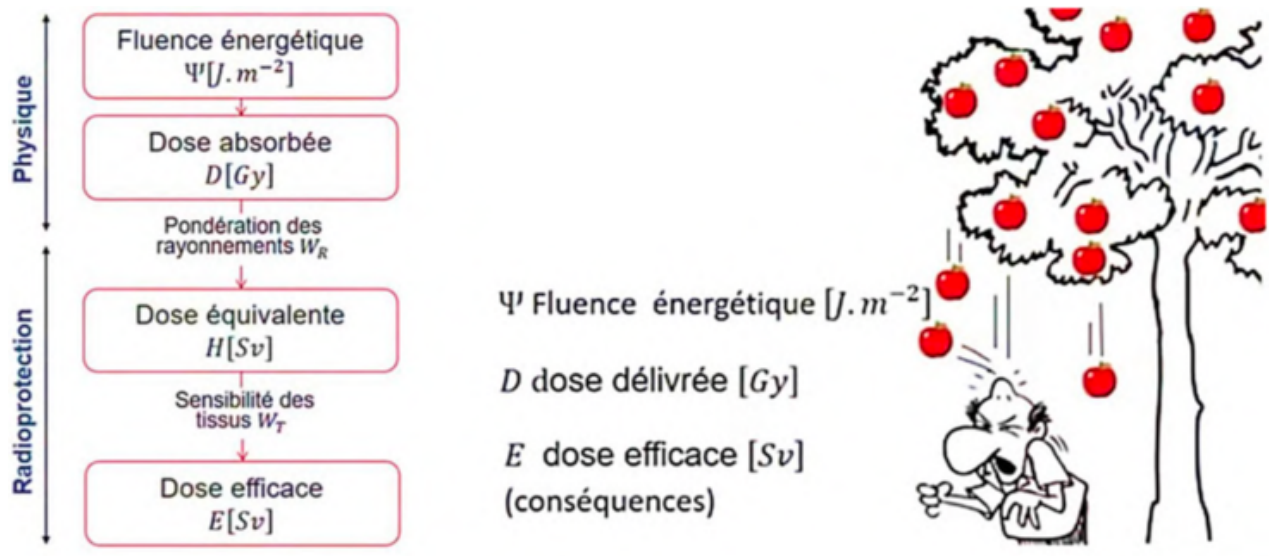 Physique
Fluence énergétique
Ψ[J.m⁻²]
Dose absorbée
D[Gy]
Pondération des
rayonnements W_R
Radioprotection
Dose équivalente
H[Sv]
Sensibilité des
tissus W_T
Dose efficace
E[Sv]
Ψ Fluence énergétique [J.m⁻²]
D dose délivrée [Gy]
E dose efficace [Sv]
(conséquences)